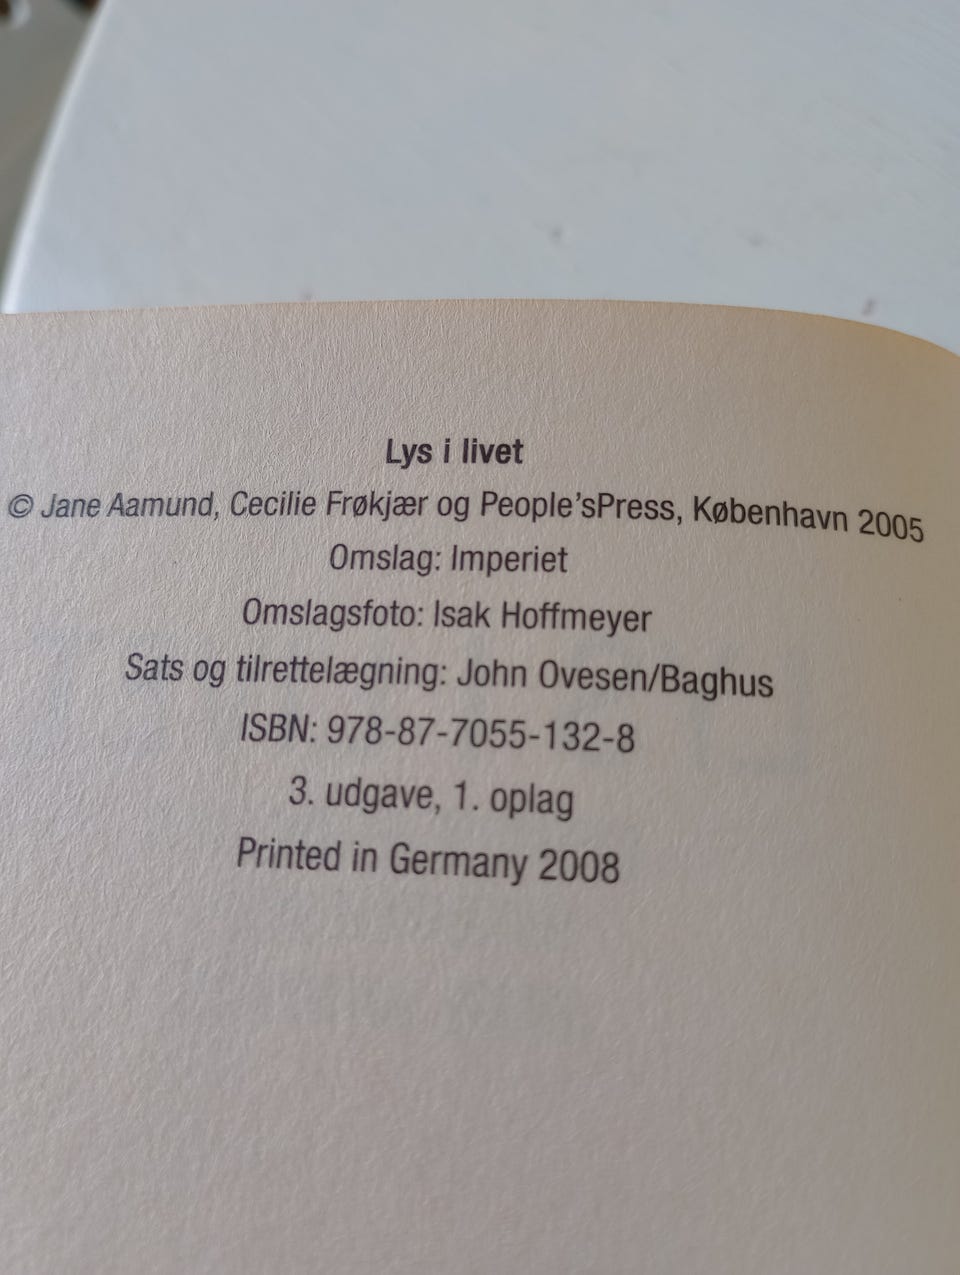 Lys i livet
© Jane Aamund, Cecilie Frøkjær og People'sPress, København 2005
Omslag: Imperiet
Omslagsfoto: Isak Hoffmeyer
Sats og tilrettelægning: John Ovesen/Baghus
ISBN: 978-87-7055-132-8
3. udgave, 1. oplag
Printed in Germany 2008